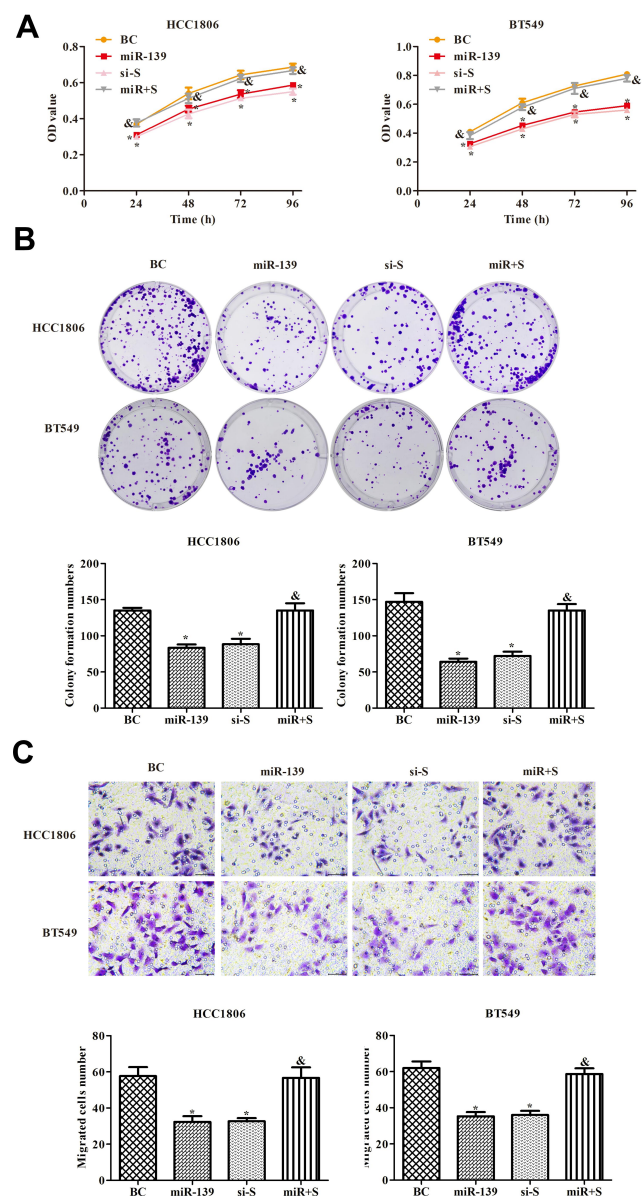 A
HCC1806
BC
miR-139
si-S
miR+S
OD value
0.8
0.6
0.4
0.2
0.0
0 24 48 72 96
Time (h)
& & & &
* * * *
* * * *
BT549
BC
miR-139
si-S
miR+S
OD value
1.0
0.8
0.6
0.4
0.2
0.0
0 24 48 72 96
Time (h)
& & & &
* * * *
* * * *
B
BC miR-139 si-S miR+S
HCC1806
BT549
HCC1806
Colony formation numbers
200
150
100
50
0
* * &
BC miR-139 si-S miR+S
BT549
Colony formation numbers
200
150
100
50
0
* * &
BC miR-139 si-S miR+S
C
BC miR-139 si-S miR+S
HCC1806
BT549
HCC1806
Migrated cells number
80
60
40
20
0
* * &
BC miR-139 si-S miR+S
BT549
cells number
80
60
40
20
0
* * &
BC miR-139 si-S miR+S